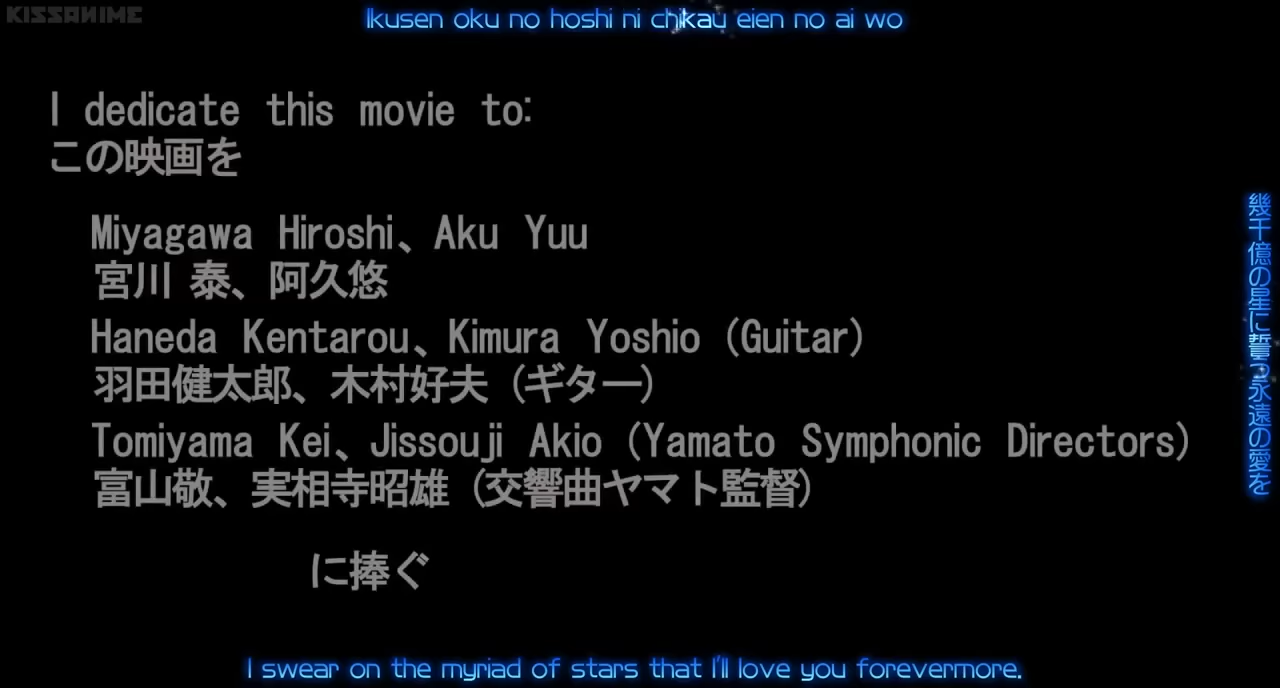 KISSANIME
Ikusen oku no hoshi ni chikau eien no ai wo
I dedicate this movie to:
この映画を
Miyagawa Hiroshi、Aku Yuu
宮川 泰、阿久悠
Haneda Kentarou、Kimura Yoshio (Guitar)
羽田健太郎、木村好夫 (ギター)
Tomiyama Kei、Jissouji Akio (Yamato Symphonic Directors)
富山敬、実相寺昭雄 (交響曲ヤマト監督)
に捧ぐ
幾千億の星に誓う永遠の愛を
I swear on the myriad of stars that I'll love you forevermore.